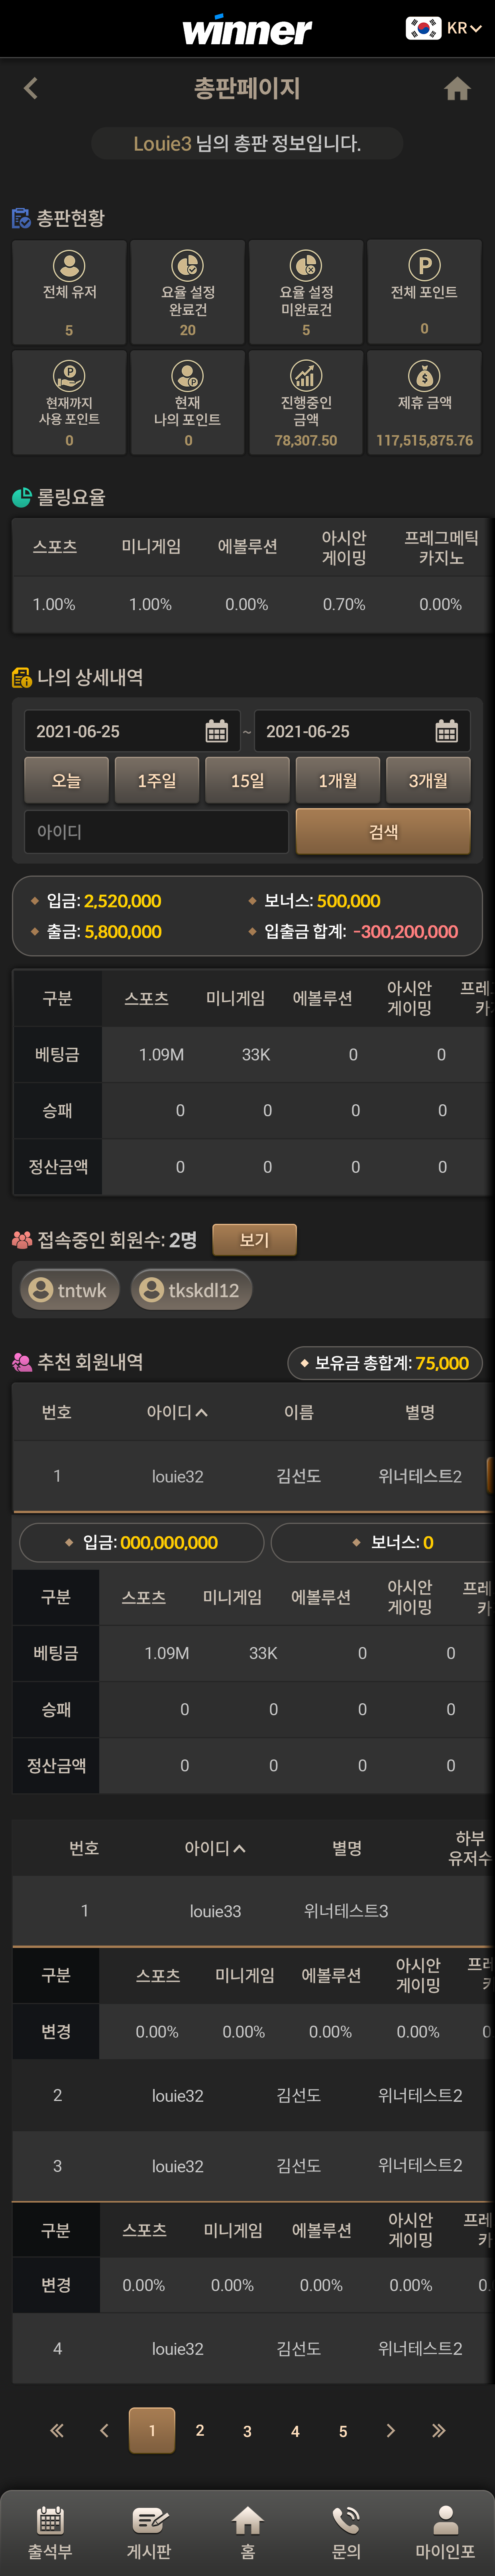 winner
KR
총판페이지
Louie3 님의 총판 정보입니다.
총판현황
전체 유저
5
요율 설정
완료건
20
요율 설정
미완료건
5
P
전체 포인트
0
현재까지
사용 포인트
0
현재
나의 포인트
0
진행중인
금액
78,307.50
제휴 금액
117,515,875.76
롤링요율
스포츠 미니게임 에볼루션 아시안 게이밍 프레그메틱 카지노
1.00% 1.00% 0.00% 0.70% 0.00%
나의 상세내역
2021-06-25 ~ 2021-06-25
오늘 1주일 15일 1개월 3개월
아이디 검색
입금: 2,520,000 보너스: 500,000
출금: 5,800,000 입출금 합계: -300,200,000
구분 스포츠 미니게임 에볼루션 아시안 게이밍 프레 카
베팅금 1.09M 33K 0 0
승패 0 0 0 0
정산금액 0 0 0 0
접속중인 회원수: 2명 보기
tntwk tkskdl12
추천 회원내역 보유금 총합계: 75,000
번호 아이디 이름 별명
1 louie32 김선도 위너테스트2
입금: 000,000,000 보너스: 0
구분 스포츠 미니게임 에볼루션 아시안 게이밍 프레 카
베팅금 1.09M 33K 0 0
승패 0 0 0 0
정산금액 0 0 0 0
번호 아이디 별명 하부 유저수
1 louie33 위너테스트3
구분 스포츠 미니게임 에볼루션 아시안 게이밍 프레
변경 0.00% 0.00% 0.00% 0.00% 0
2 louie32 김선도 위너테스트2
3 louie32 김선도 위너테스트2
구분 스포츠 미니게임 에볼루션 아시안 게이밍 프레 카
변경 0.00% 0.00% 0.00% 0.00% 0.
4 louie32 김선도 위너테스트2
« < 1 2 3 4 5 > »
출석부 게시판 홈 문의 마이인포